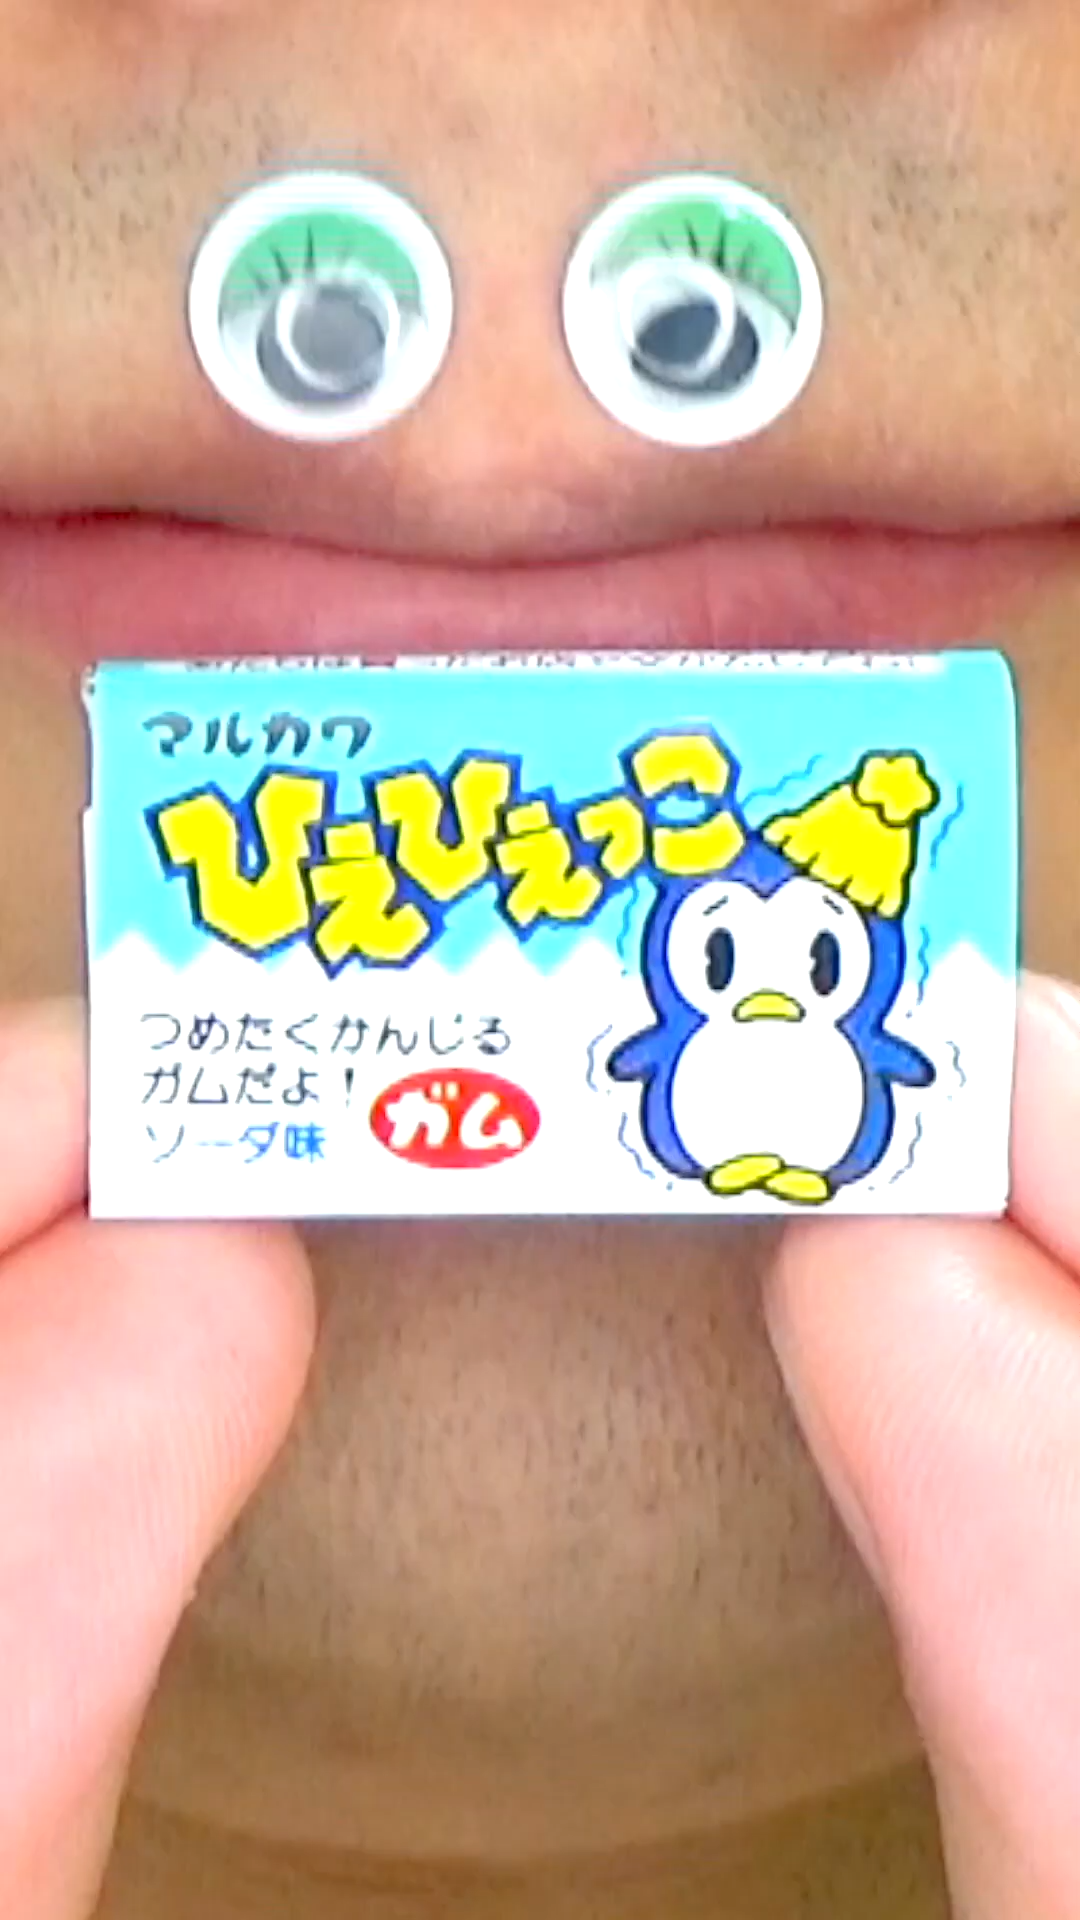 マルカワ
ひえひえっこ
つめたくかんじる
ガムだよ！
ソーダ味
ガム